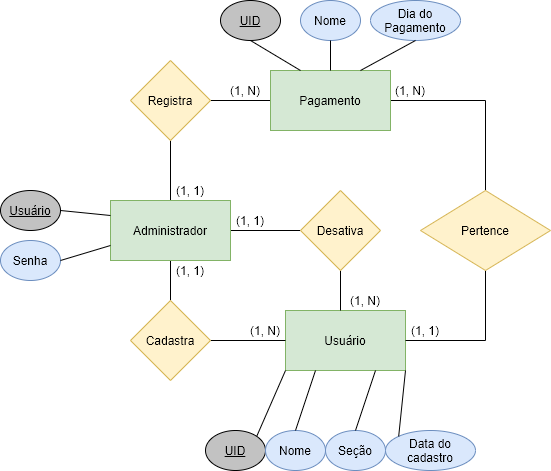 UID
Nome
Dia do
Pagamento
Registra
(1, N)
Pagamento
(1, N)
(1, 1)
Usuário
Administrador
(1, 1)
Desativa
Pertence
Senha
(1, 1)
(1, N)
Cadastra
(1, N)
Usuário
(1, 1)
UID
Nome
Seção
Data do
cadastro